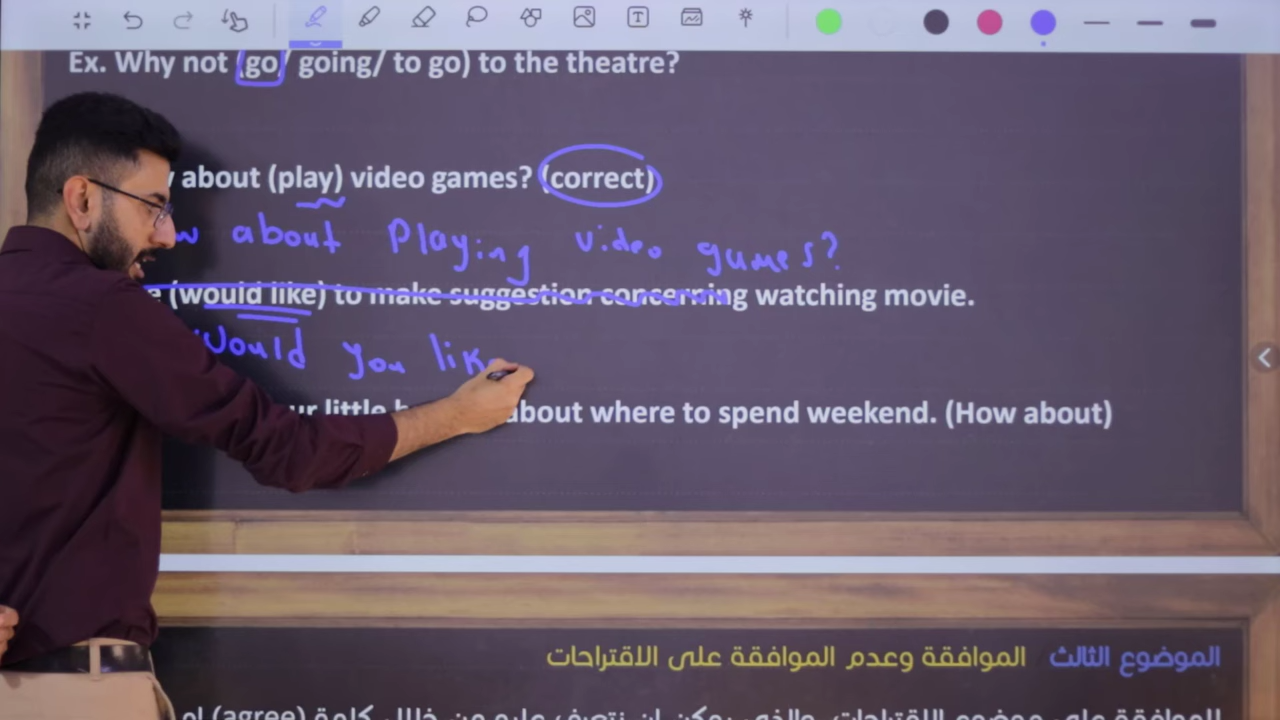 Ex. Why not (go/ going/ to go) to the theatre?
about (play) video games? (correct)
about Playing video games?
(would like) to make suggestion concerning watching movie.
Would you like
little about where to spend weekend. (How about)
الموضوع الثالث الموافقة وعدم الموافقة على الاقتراحات